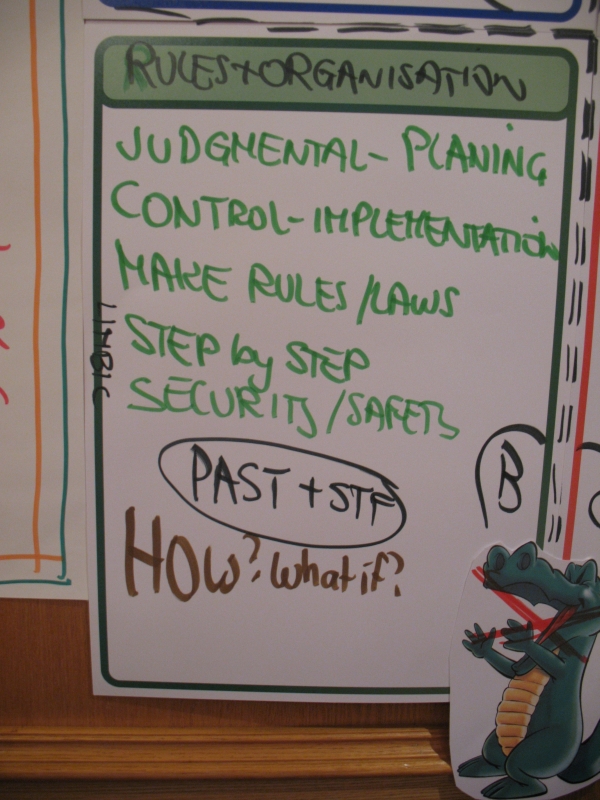 RULES+ORGANISATION
JUDGMENTAL- PLANING
CONTROL-IMPLEMENTATION
MAKE RULES/LAWS
STEP by STEP
SECURITY/SAFETY
LIMBIC
PAST + STF
B
HOW? What if?